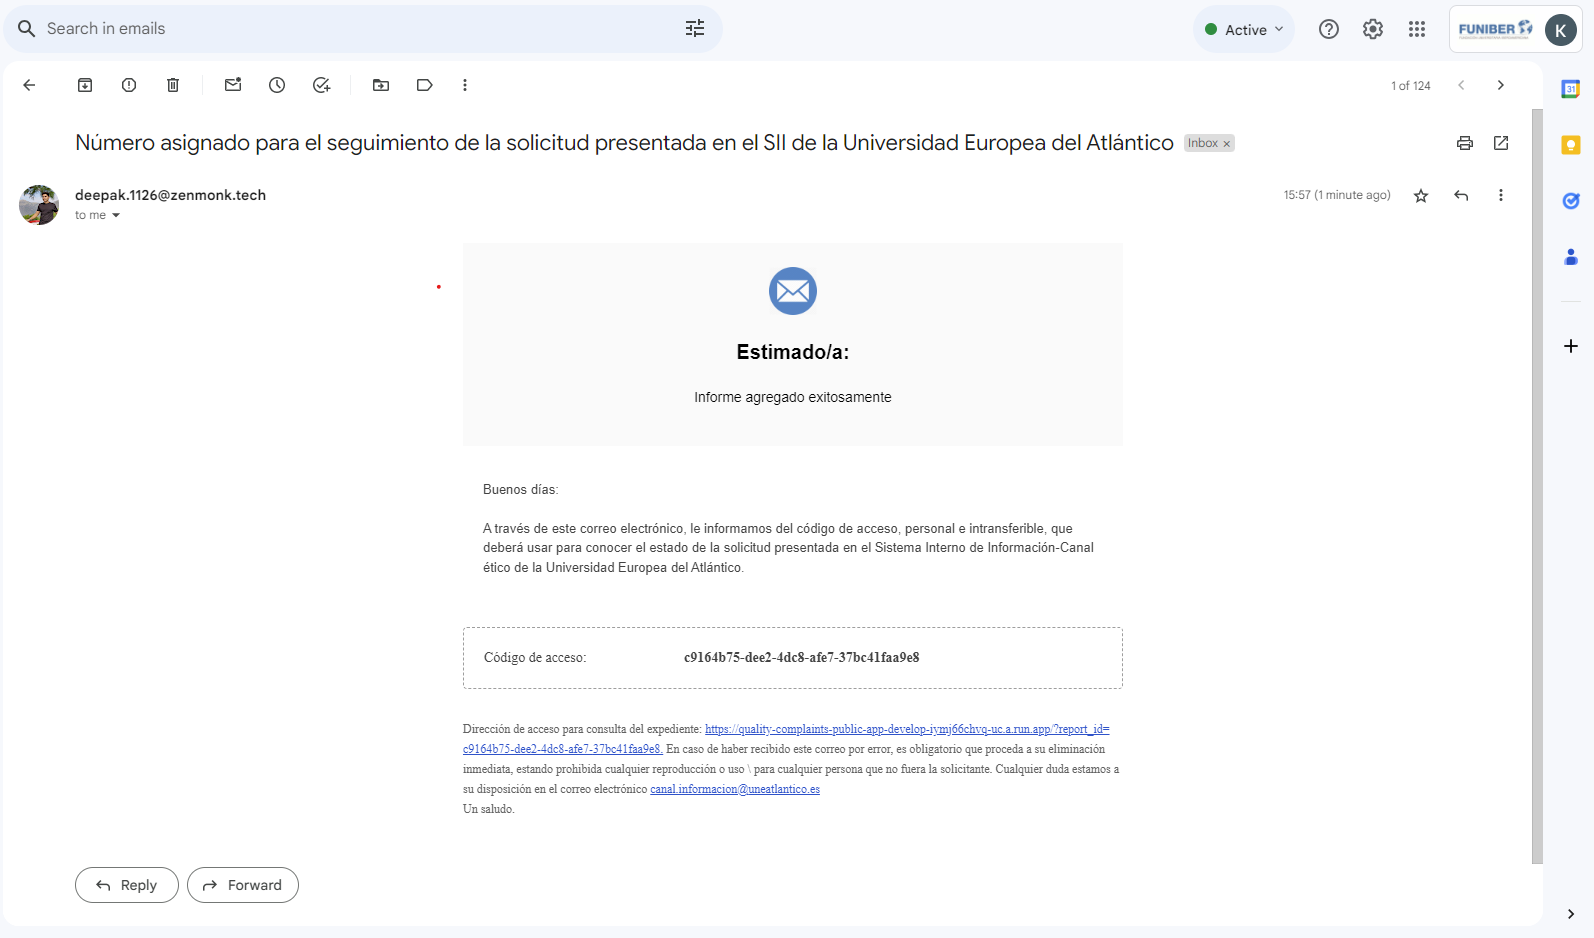 Search in emails
Active
FUNIBER
K
1 of 124
31
Número asignado para el seguimiento de la solicitud presentada en el SII de la Universidad Europea del Atlántico
Inbox ×
deepak.1126@zenmonk.tech
15:57 (1 minute ago)
to me
Estimado/a:
Informe agregado exitosamente
Buenos días:
A través de este correo electrónico, le informamos del código de acceso, personal e intransferible, que
deberá usar para conocer el estado de la solicitud presentada en el Sistema Interno de Información-Canal
ético de la Universidad Europea del Atlántico.
Código de acceso: c9164b75-dee2-4dc8-afe7-37bc41faa9e8
Dirección de acceso para consulta del expediente: https://quality-complaints-public-app-develop-iymj66chvq-uc.a.run.app/?report_id=
c9164b75-dee2-4dc8-afe7-37bc41faa9e8. En caso de haber recibido este correo por error, es obligatorio que proceda a su eliminación
inmediata, estando prohibida cualquier reproducción o uso \ para cualquier persona que no fuera la solicitante. Cualquier duda estamos a
su disposición en el correo electrónico canal.informacion@uneatlantico.es
Un saludo.
Reply
Forward